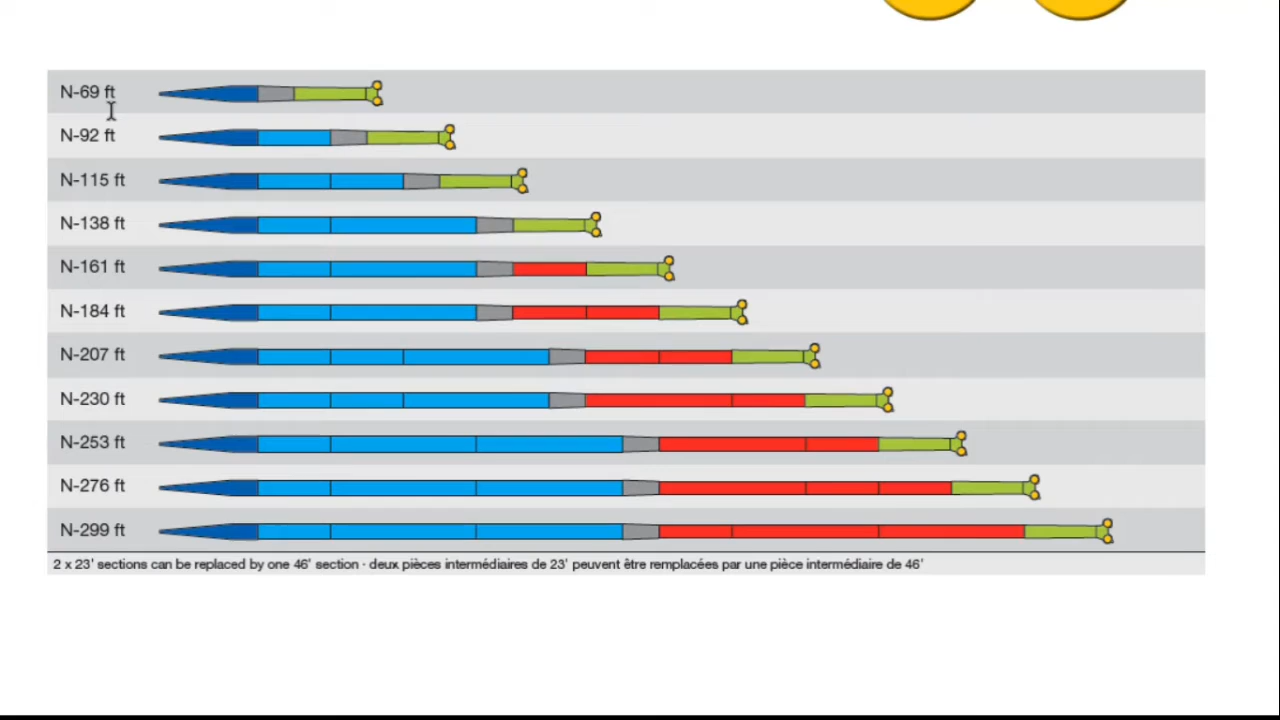 N-69 ft
N-92 ft
N-115 ft
N-138 ft
N-161 ft
N-184 ft
N-207 ft
N-230 ft
N-253 ft
N-276 ft
N-299 ft
2 x 23' sections can be replaced by one 46' section · deux pièces intermédiaires de 23' peuvent être remplacées par une pièce intermédiaire de 46'